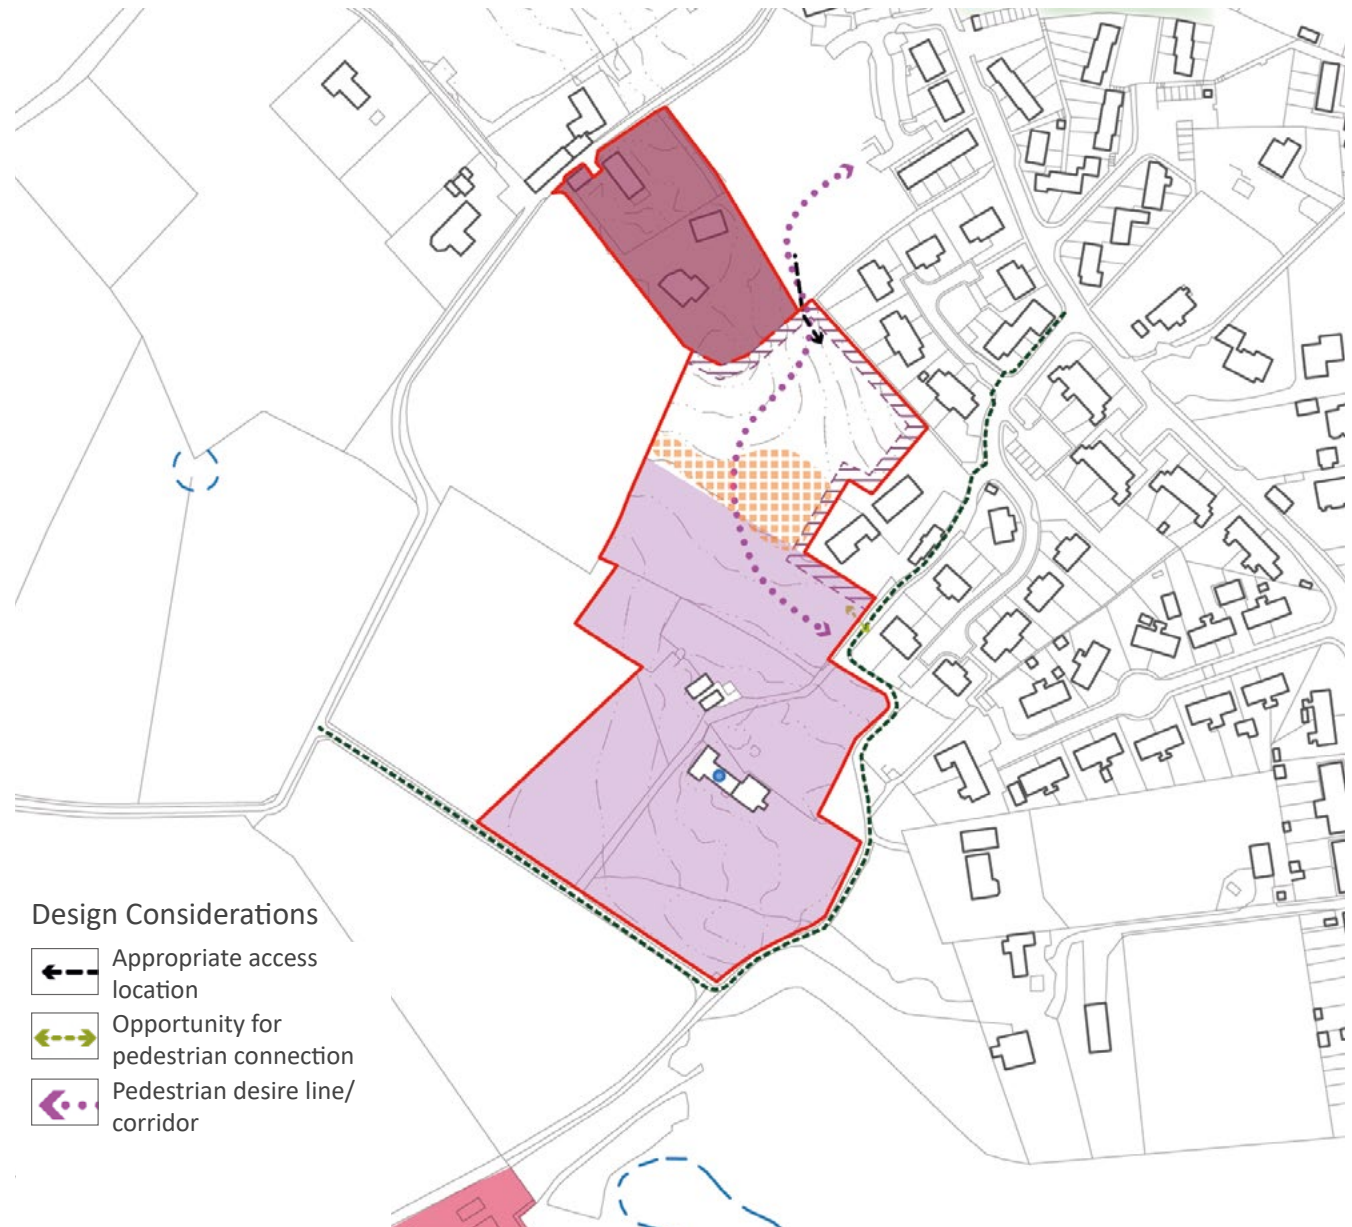 Design Considerations
Appropriate access
location
Opportunity for
pedestrian connection
Pedestrian desire line/
corridor